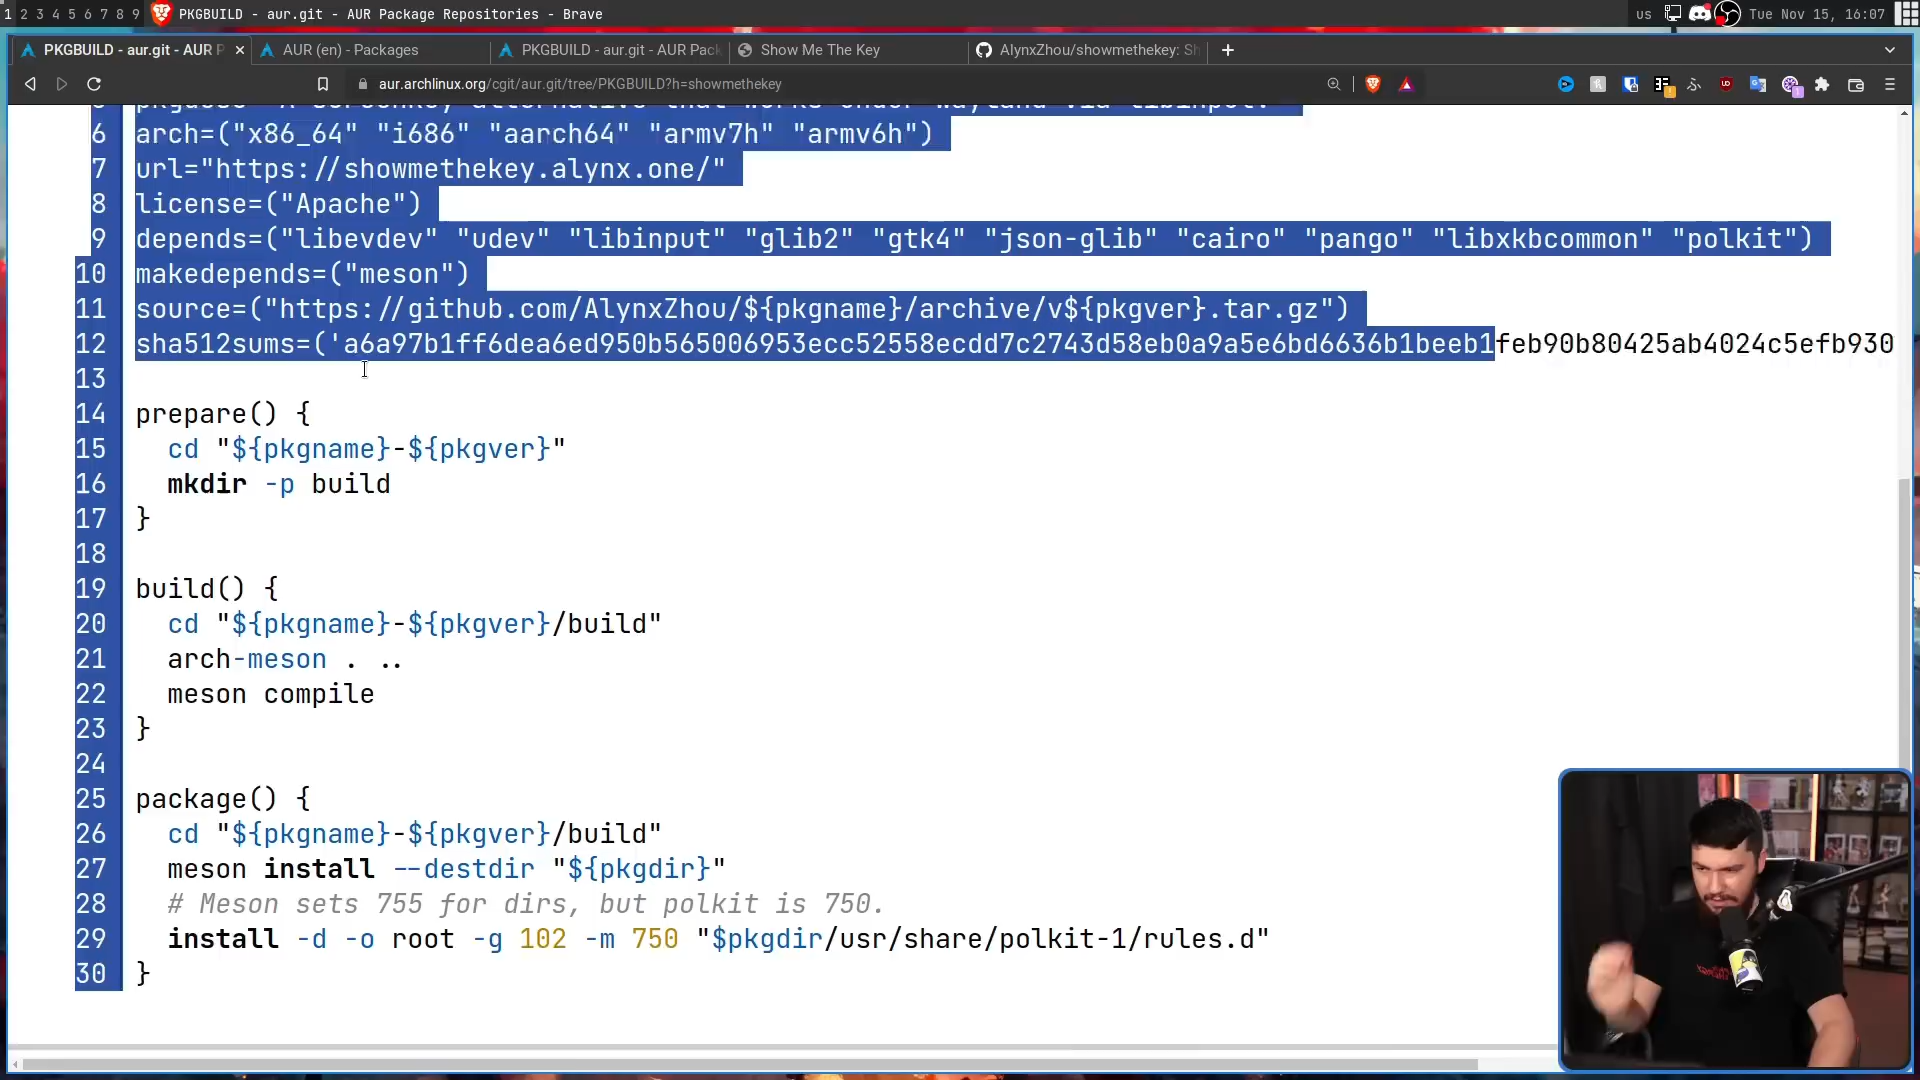 1 2 3 4 5 6 7 8 9 PKGBUILD - aur.git - AUR Package Repositories - Brave us Tue Nov 15, 16:07
PKGBUILD - aur.git - AUR P AUR (en) - Packages PKGBUILD - aur.git - AUR Pack Show Me The Key AlynxZhou/showmethekey: Sh
aur.archlinux.org/cgit/aur.git/tree/PKGBUILD?h=showmethekey
6 arch=("x86_64" "i686" "aarch64" "armv7h" "armv6h")
7 url="https://showmethekey.alynx.one/"
8 license=("Apache")
9 depends=("libevdev" "udev" "libinput" "glib2" "gtk4" "json-glib" "cairo" "pango" "libxkbcommon" "polkit")
10 makedepends=("meson")
11 source=("https://github.com/AlynxZhou/${pkgname}/archive/v${pkgver}.tar.gz")
12 sha512sums=('a6a97b1ff6dea6ed950b565006953ecc52558ecdd7c2743d58eb0a9a5e6bd6636b1beeb1feb90b80425ab4024c5efb930
13
14 prepare() {
15 cd "${pkgname}-${pkgver}"
16 mkdir -p build
17 }
18
19 build() {
20 cd "${pkgname}-${pkgver}/build"
21 arch-meson . ..
22 meson compile
23 }
24
25 package() {
26 cd "${pkgname}-${pkgver}/build"
27 meson install --destdir "${pkgdir}"
28 # Meson sets 755 for dirs, but polkit is 750.
29 install -d -o root -g 102 -m 750 "$pkgdir/usr/share/polkit-1/rules.d"
30 }